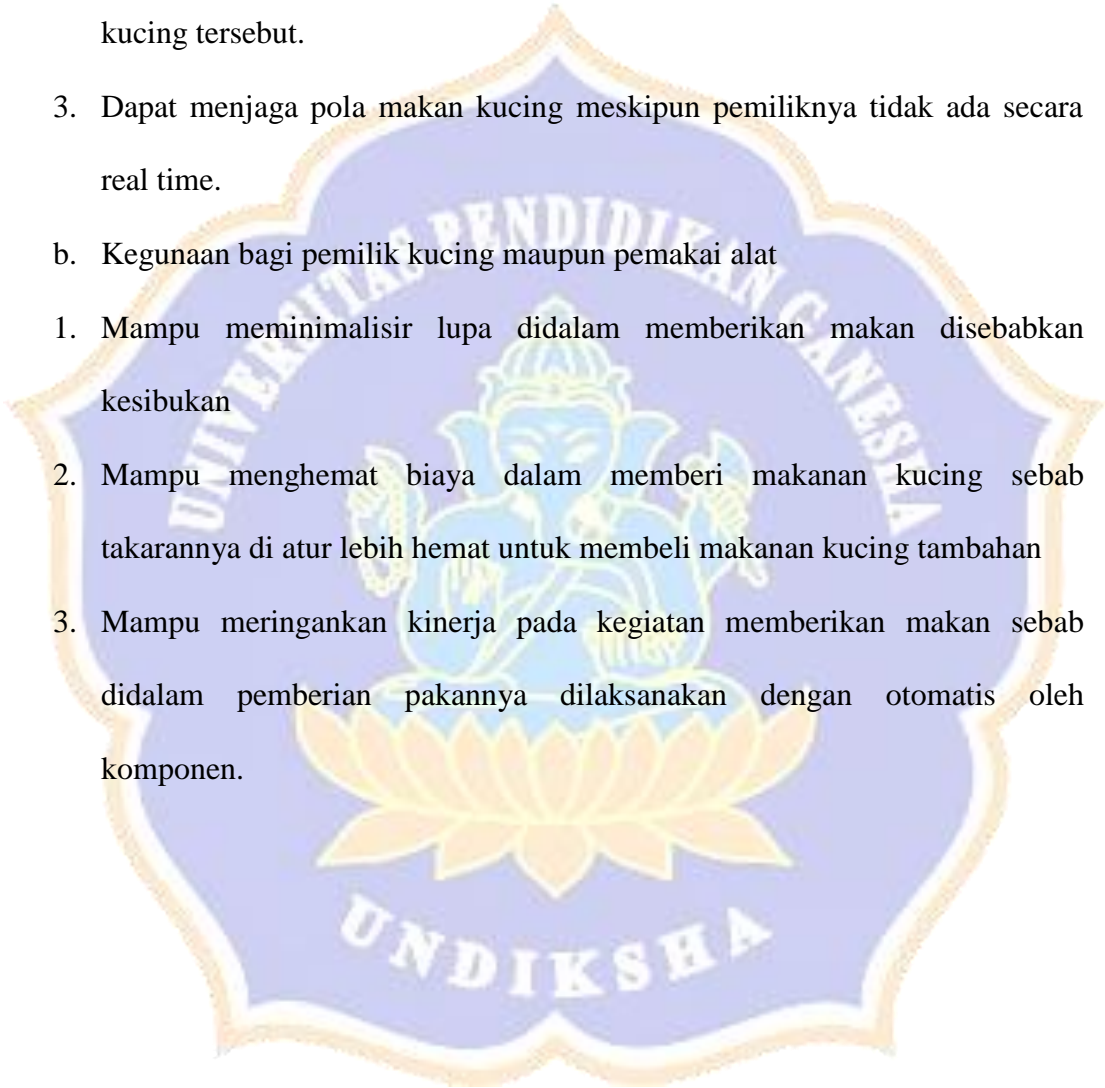 kucing tersebut.
3. Dapat menjaga pola makan kucing meskipun pemiliknya tidak ada secara
real time.
b. Kegunaan bagi pemilik kucing maupun pemakai alat
1. Mampu meminimalisir lupa didalam memberikan makan disebabkan
kesibukan
2. Mampu menghemat biaya dalam memberi makanan kucing sebab
takarannya di atur lebih hemat untuk membeli makanan kucing tambahan
3. Mampu meringankan kinerja pada kegiatan memberikan makan sebab
didalam pemberian pakannya dilaksanakan dengan otomatis oleh
komponen.
UNIVERSITAS PENDIDIKAN GANESHA
UNDIKSHA